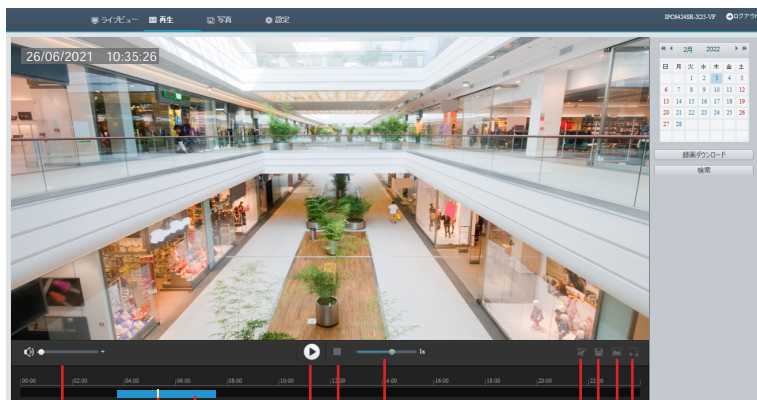 ライブビュー 再生 写真 設定 IPC6424SR-X25-VF ログアウト
26/06/2021 10:35:26
2月 2022
日 月 火 水 木 金 土
1 2 3 4 5
6 7 8 9 10 11 12
13 14 15 16 17 18 19
20 21 22 23 24 25 26
27 28
録画ダウンロード
検索
+ 1x
00:00 02:00 04:00 06:00 08:00 10:00 12:00 14:00 16:00 18:00 20:00 22:00